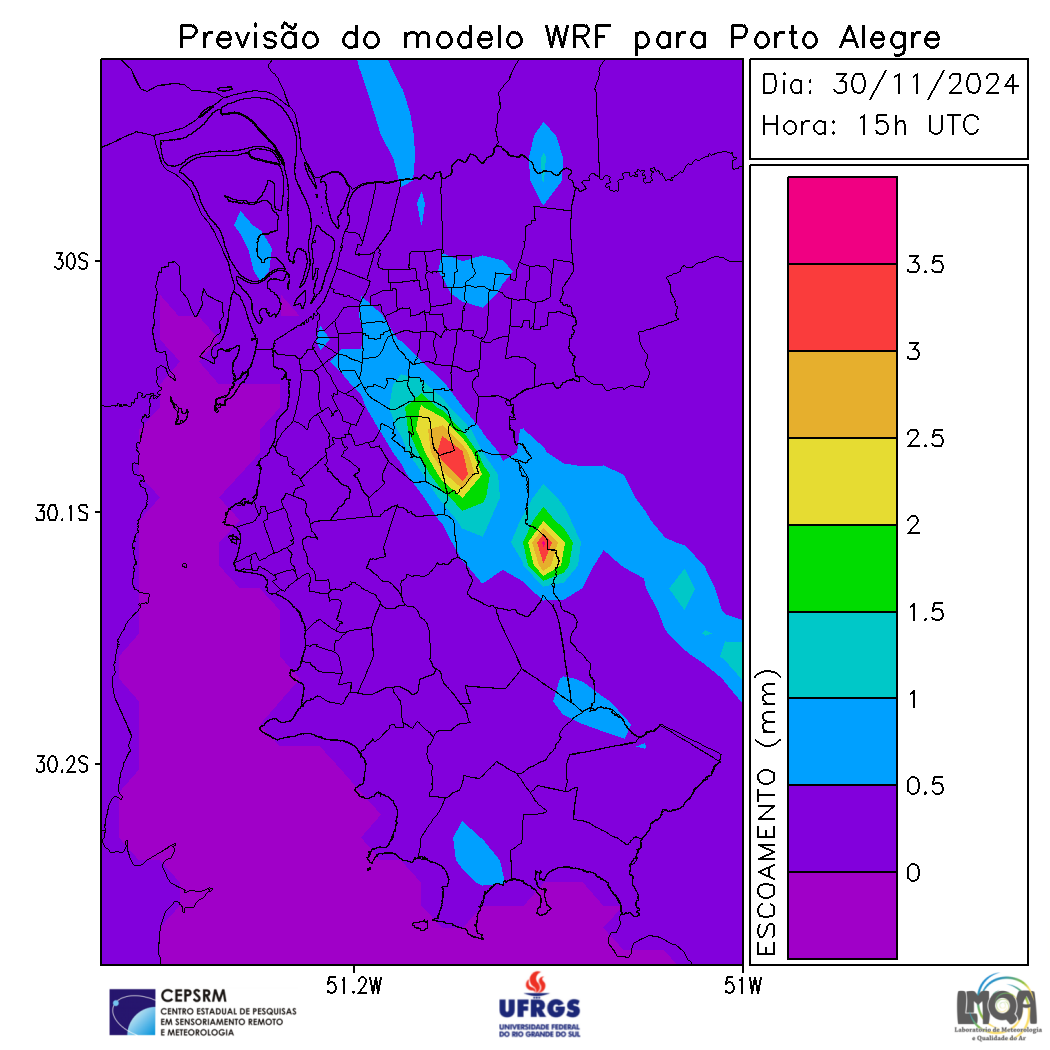 Previsão do modelo WRF para Porto Alegre
Dia: 30/11/2024
Hora: 15h UTC
30S
30.1S
30.2S
51.2W
51W
3.5
3
2.5
2
1.5
1
0.5
0
ESCOAMENTO (mm)
CEPSRM
CENTRO ESTADUAL DE PESQUISAS
EM SENSORIAMENTO REMOTO
E METEOROLOGIA
UFRGS
UNIVERSIDADE FEDERAL
DO RIO GRANDE DO SUL
LMQA
Laboratório de Meteorologia
e Qualidade do Ar